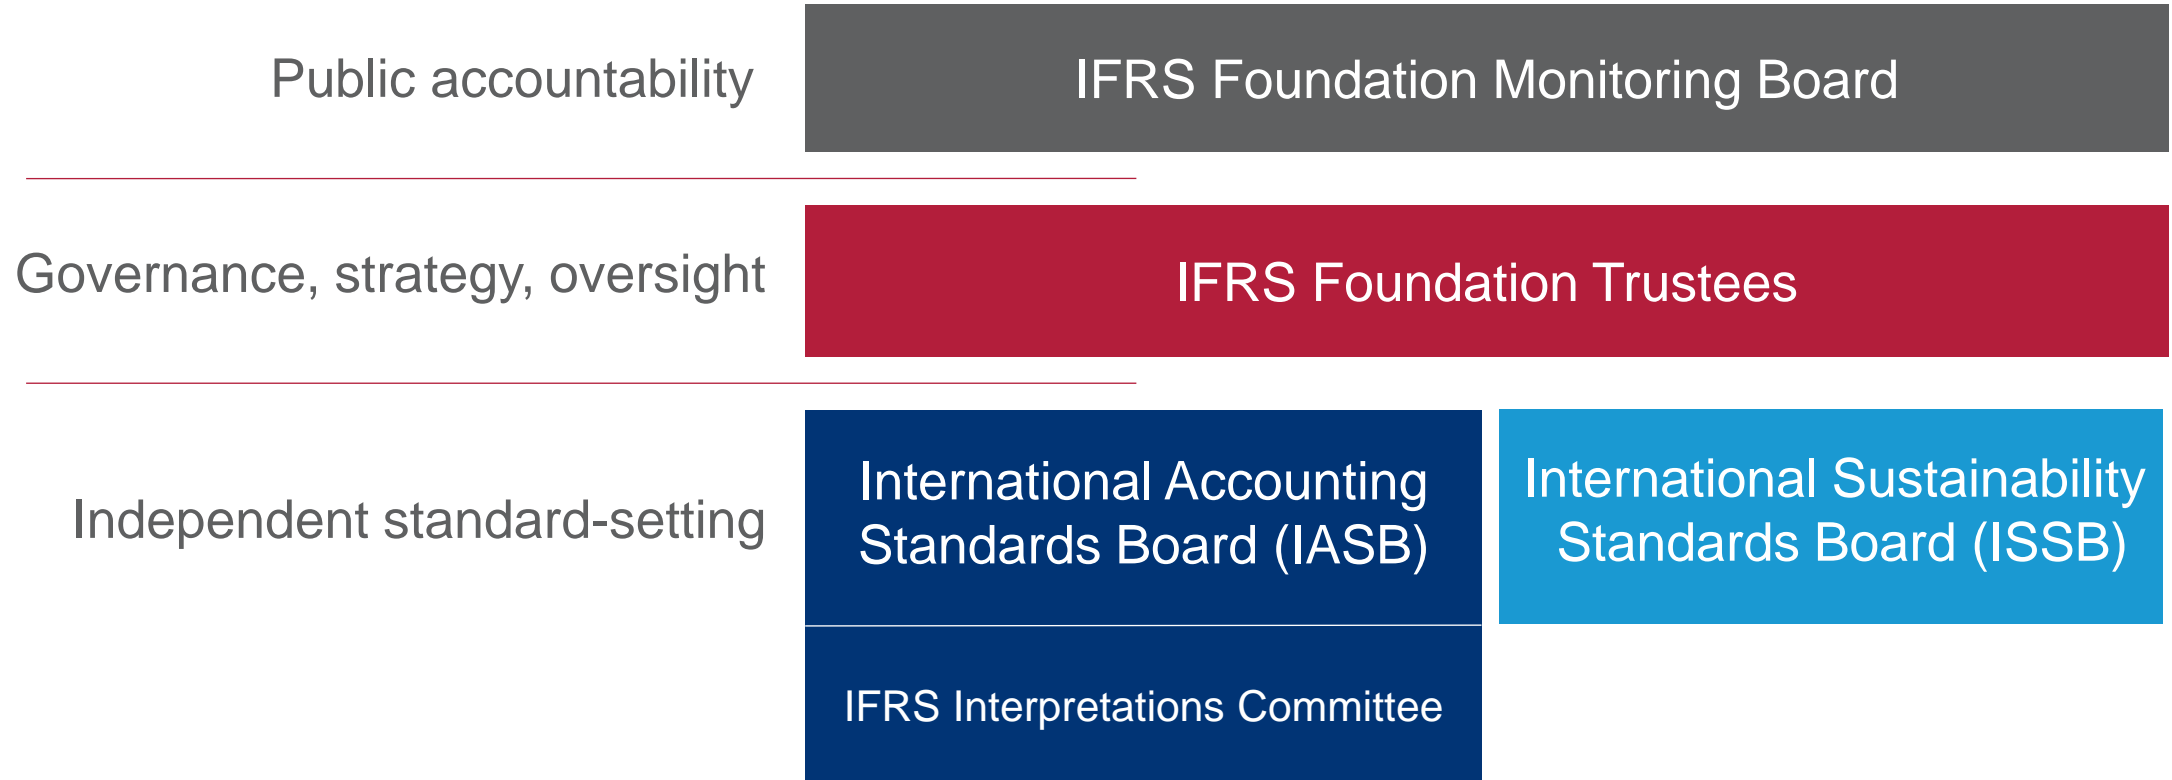 Public accountability
IFRS Foundation Monitoring Board
Governance, strategy, oversight
IFRS Foundation Trustees
Independent standard-setting
International Accounting
Standards Board (IASB)
International Sustainability
Standards Board (ISSB)
IFRS Interpretations Committee